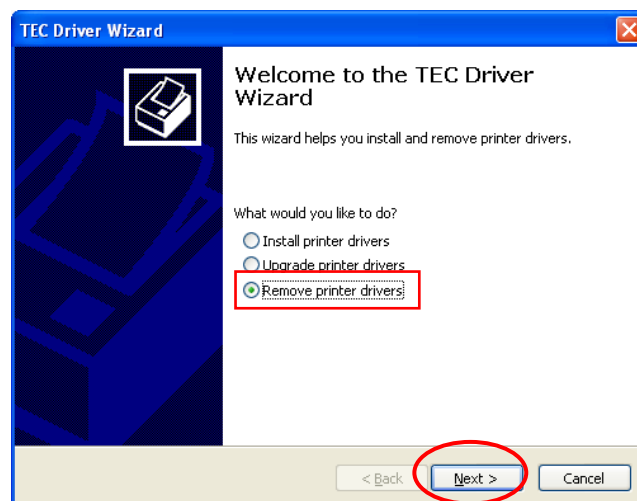 TEC Driver Wizard
Welcome to the TEC Driver
Wizard
This wizard helps you install and remove printer drivers.
What would you like to do?
Install printer drivers
Upgrade printer drivers
Remove printer drivers
< Back
Next >
Cancel